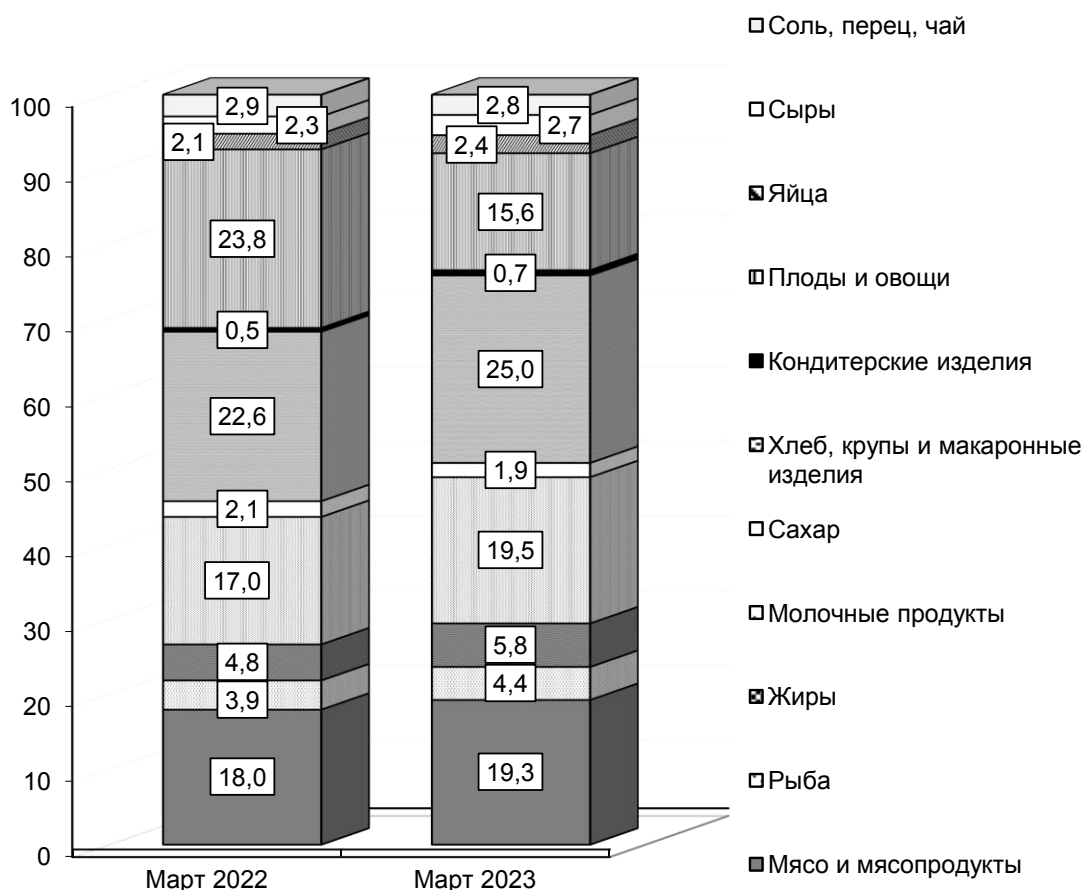 Соль, перец, чай
Сыры
Яйца
Плоды и овощи
Кондитерские изделия
Хлеб, крупы и макаронные
изделия
Сахар
Молочные продукты
Жиры
Рыба
Мясо и мясопродукты
100
90
80
70
60
50
40
30
20
10
0
2,9
2,3
2,1
23,8
0,5
22,6
2,1
17,0
4,8
3,9
18,0
2,8
2,7
2,4
15,6
0,7
25,0
1,9
19,5
5,8
4,4
19,3
Март 2022
Март 2023